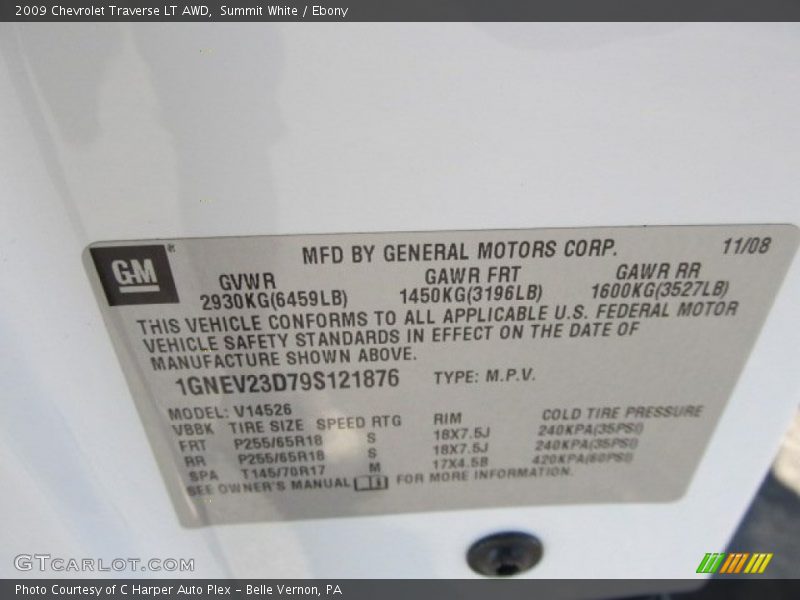 2009 Chevrolet Traverse LT AWD,  Summit White / Ebony
GM
MFD BY GENERAL MOTORS CORP. 11/08
GVWR GAWR FRT GAWR RR
2930KG(6459LB) 1450KG(3196LB) 1600KG(3527LB)
THIS VEHICLE CONFORMS TO ALL APPLICABLE U.S. FEDERAL MOTOR
VEHICLE SAFETY STANDARDS IN EFFECT ON THE DATE OF
MANUFACTURE SHOWN ABOVE.
1GNEV23D79S121876 TYPE: M.P.V.
MODEL: V14526
VBBK TIRE SIZE SPEED RTG RIM COLD TIRE PRESSURE
FRT P255/65R18 S 18X7.5J 240KPA(35PSI)
RR P255/65R18 S 18X7.5J 240KPA(35PSI)
SPA T145/70R17 M 17X4.5B 420KPA(60PSI)
SEE OWNER'S MANUAL FOR MORE INFORMATION.
GTCARLOT.COM
Photo Courtesy of C Harper Auto Plex - Belle Vernon, PA